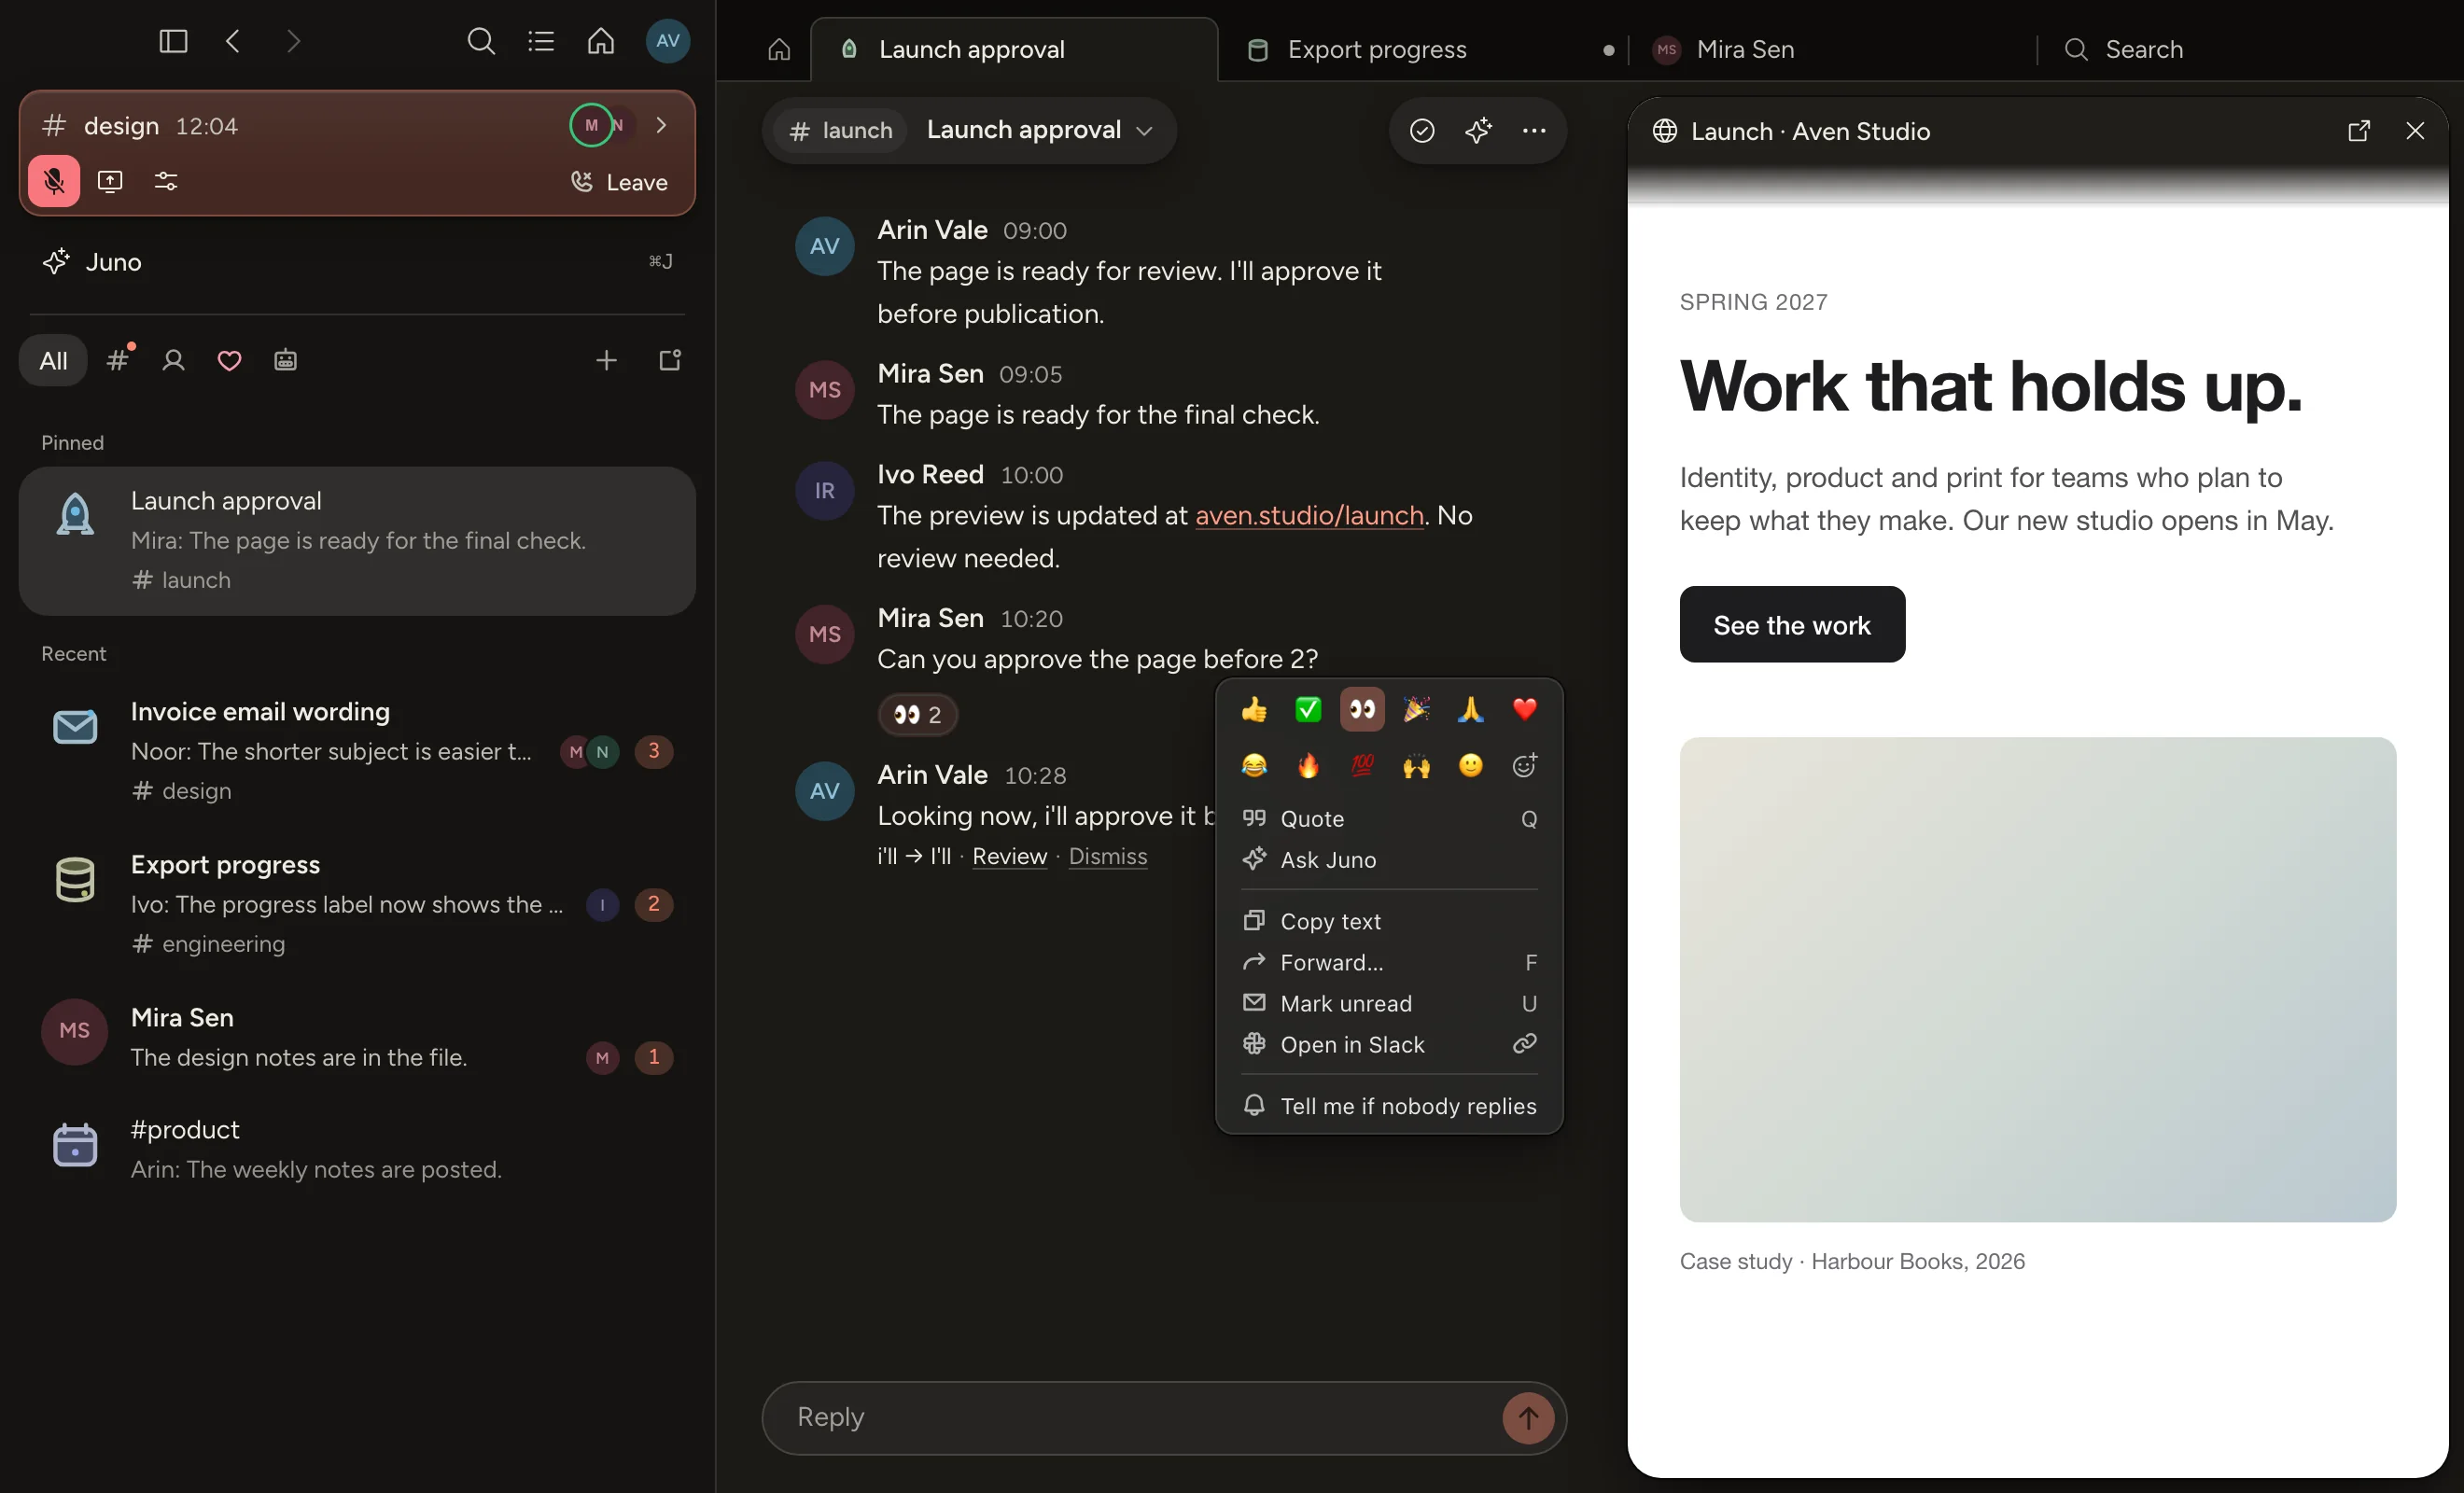 AV
# design 12:04
M N
Leave
Juno
⌘J
All
Pinned
Launch approval
Mira: The page is ready for the final check.
# launch
Recent
Invoice email wording
Noor: The shorter subject is easier t...
M N 3
# design
Export progress
Ivo: The progress label now shows the ...
I 2
# engineering
MS
Mira Sen
The design notes are in the file.
M 1
#product
Arin: The weekly notes are posted.
Launch approval
Export progress
MS Mira Sen
Search
# launch Launch approval
AV
Arin Vale 09:00
The page is ready for review. I'll approve it
before publication.
MS
Mira Sen 09:05
The page is ready for the final check.
IR
Ivo Reed 10:00
The preview is updated at aven.studio/launch. No
review needed.
MS
Mira Sen 10:20
Can you approve the page before 2?
👀 2
AV
Arin Vale 10:28
Looking now, i'll approve it
i'll → I'll · Review · Dismiss
💯
Quote Q
Ask Juno
Copy text
Forward... F
Mark unread U
Open in Slack
Tell me if nobody replies
Reply
Launch · Aven Studio
SPRING 2027
Work that holds up.
Identity, product and print for teams who plan to
keep what they make. Our new studio opens in May.
See the work
Case study · Harbour Books, 2026